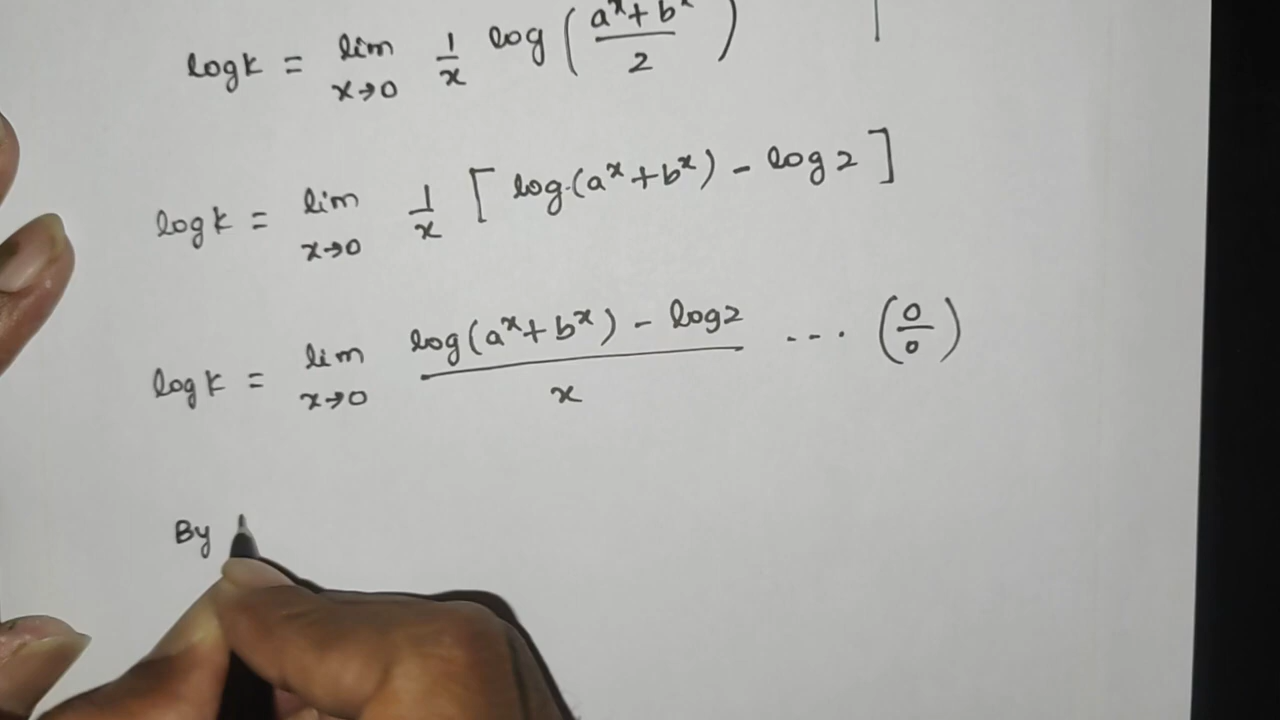 log k = lim x→0 1/x log ( (a^x + b^x)/2 )
log k = lim x→0 1/x [ log.(a^x + b^x) - log 2 ]
log k = lim x→0 (log (a^x + b^x) - log 2)/x ... (0/0)
By